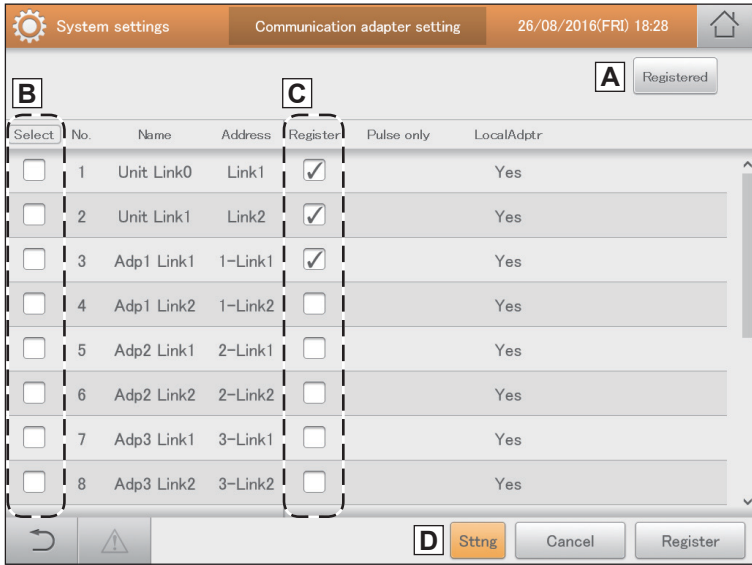 System settings Communication adapter setting 26/08/2016(FRI) 18:28
A Registered
B C
Select No. Name Address Register Pulse only LocalAdptr
1 Unit Link0 Link1 Yes
2 Unit Link1 Link2 Yes
3 Adp1 Link1 1-Link1 Yes
4 Adp1 Link2 1-Link2 Yes
5 Adp2 Link1 2-Link1 Yes
6 Adp2 Link2 2-Link2 Yes
7 Adp3 Link1 3-Link1 Yes
8 Adp3 Link2 3-Link2 Yes
D Sttng Cancel Register